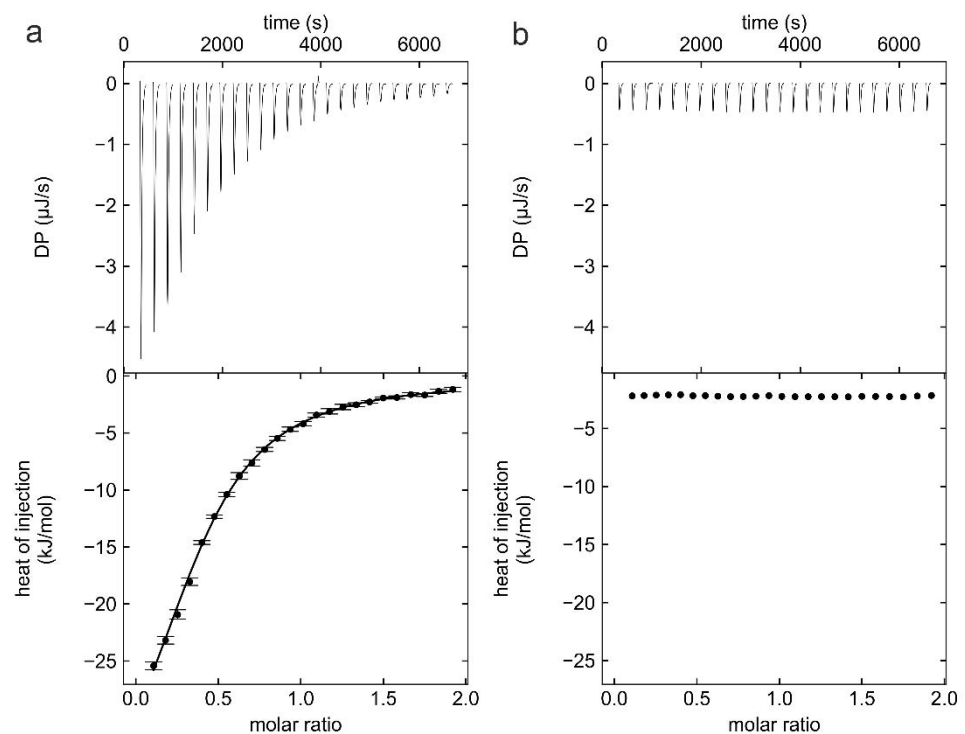 a
time (s)
0 2000 4000 6000
DP (µJ/s)
0
−1
−2
−3
−4
heat of injection
(kJ/mol)
0
−5
−10
−15
−20
−25
0.0 0.5 1.0 1.5 2.0
molar ratio
b
time (s)
0 2000 4000 6000
DP (µJ/s)
0
−1
−2
−3
−4
heat of injection
(kJ/mol)
−5
−10
−15
−20
−25
0.0 0.5 1.0 1.5 2.0
molar ratio